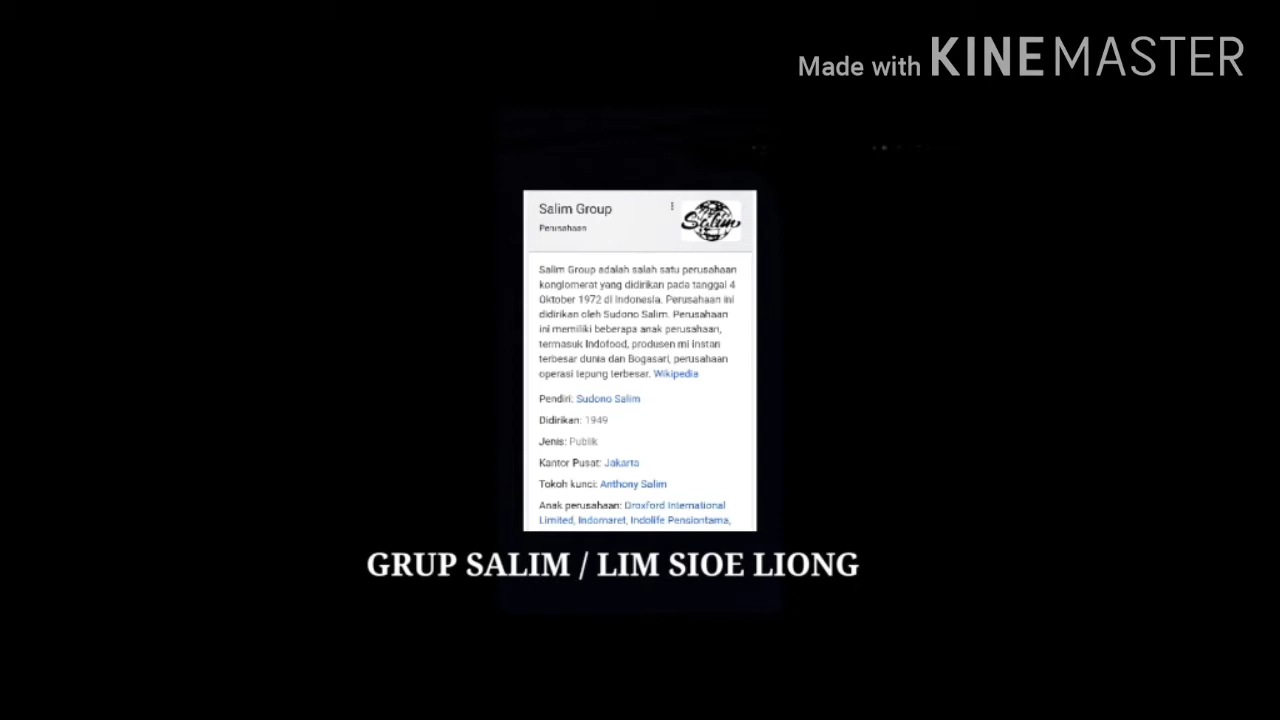 Made with KINEMASTER
Salim Group
Perusahaan
Salim
Salim Group adalah salah satu perusahaan
konglomerat yang didirikan pada tanggal 4
Oktober 1972 di Indonesia. Perusahaan ini
didirikan oleh Sudono Salim. Perusahaan
ini memiliki beberapa anak perusahaan,
termasuk Indofood, produsen mi instan
terbesar dunia dan Bogasari, perusahaan
operasi tepung terbesar. Wikipedia
Pendiri: Sudono Salim
Didirikan: 1949
Jenis: Publik
Kantor Pusat: Jakarta
Tokoh kunci: Anthony Salim
Anak perusahaan: Droxford International
Limited, Indomaret, Indolife Pensiontama,
GRUP SALIM / LIM SIOE LIONG